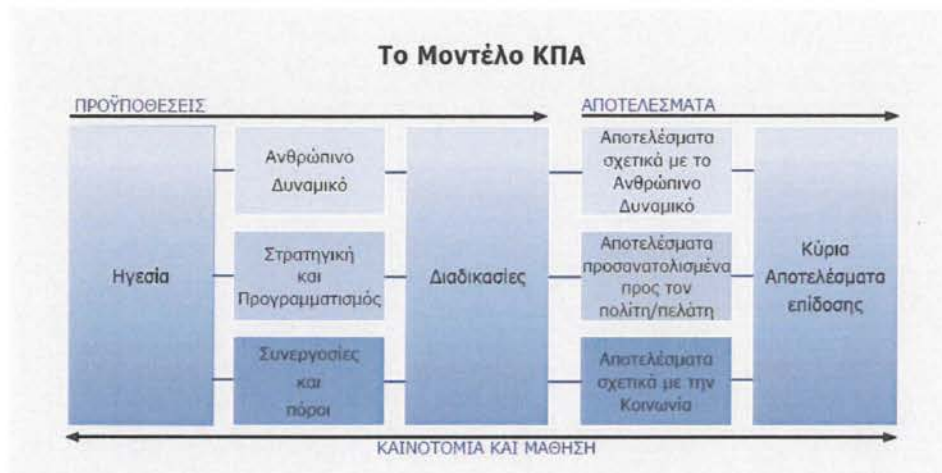 Το Μοντέλο ΚΠΑ
ΠΡΟΫΠΟΘΕΣΕΙΣ
ΑΠΟΤΕΛΕΣΜΑΤΑ
Ηγεσία
Ανθρώπινο
Δυναμικό
Στρατηγική
και
Προγραμματισμός
Συνεργασίες
και
πόροι
Διαδικασίες
Αποτελέσματα
σχετικά με το
Ανθρώπινο
Δυναμικό
Αποτελέσματα
προσανατολισμένα
προς τον
πολίτη/πελάτη
Αποτελέσματα
σχετικά με την
Κοινωνία
Κύρια
Αποτελέσματα
επίδοσης
ΚΑΙΝΟΤΟΜΙΑ ΚΑΙ ΜΑΘΗΣΗ